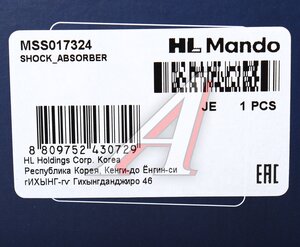 MSS017324
SHOCK_ABSORBER
HL Mando
JE 1 PCS
8 809752 430729
HL Holdings Corp. Korea
Республика Корея, Кенги-до Ёнгин-си
гИХЫНГ-гv Гихынгданджиро 46
EAC